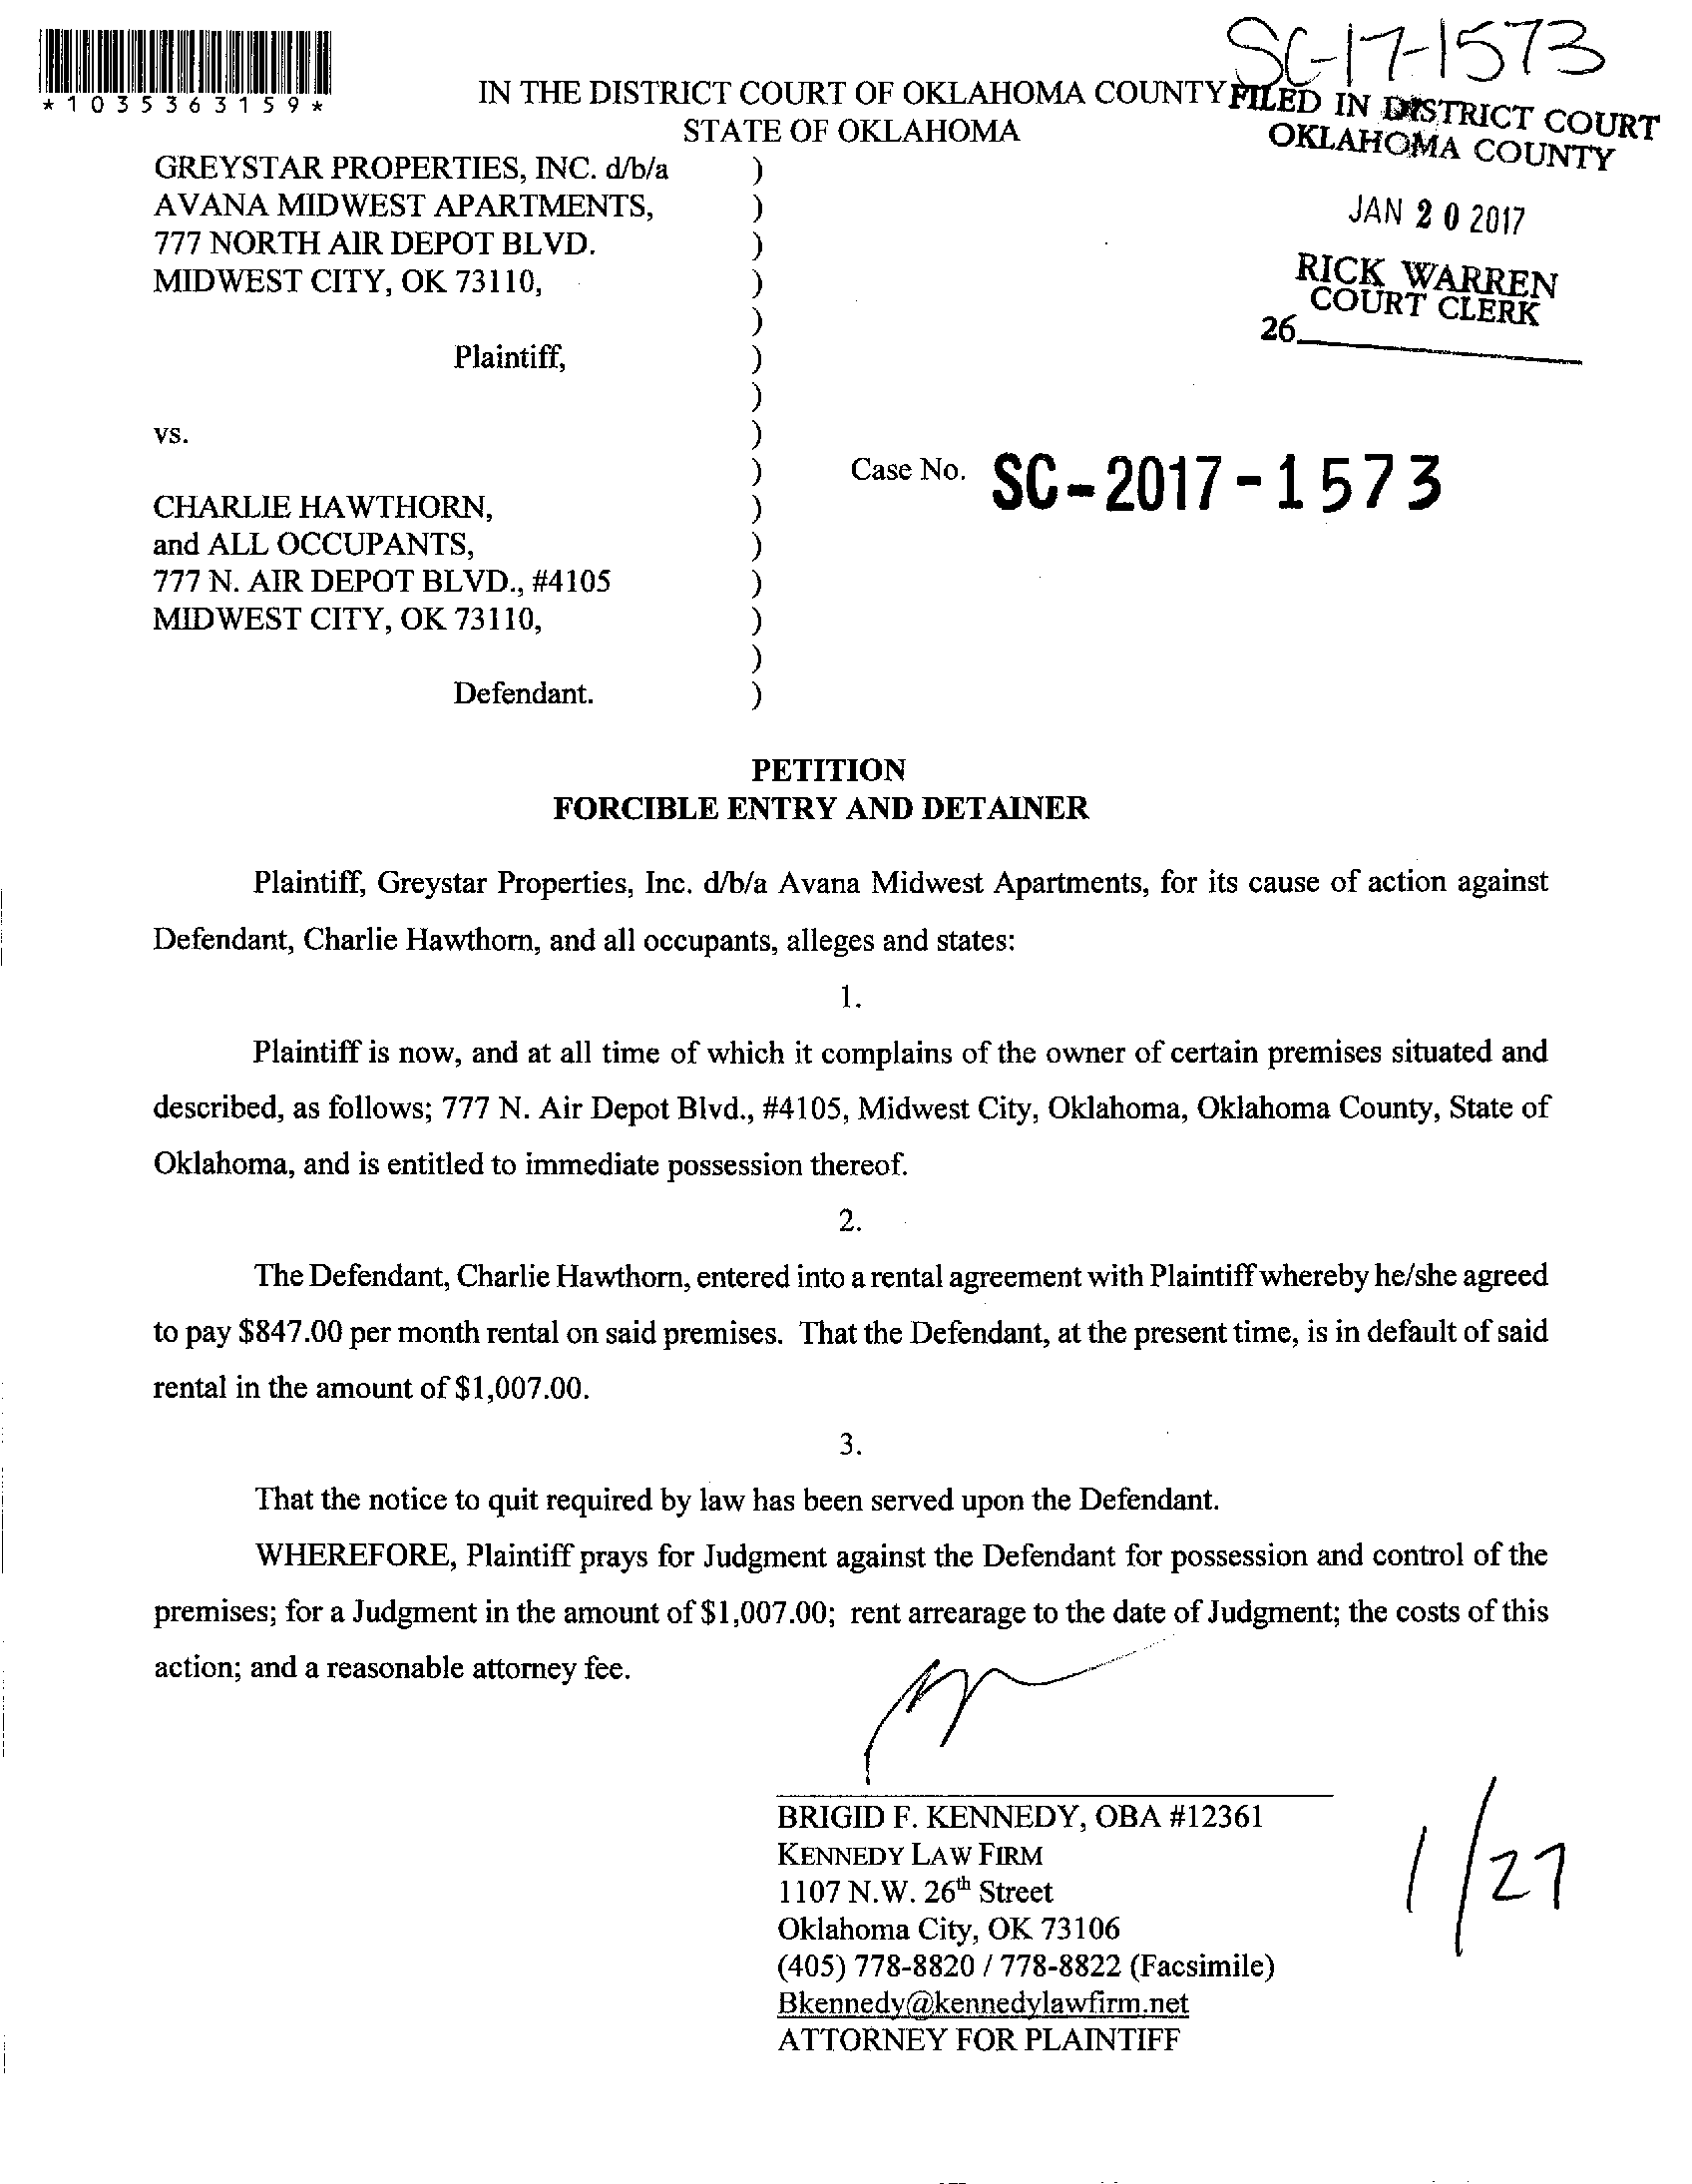 SC-17-1573
*1035363159*
IN THE DISTRICT COURT OF OKLAHOMA COUNTY
STATE OF OKLAHOMA
FILED IN DISTRICT COURT
OKLAHOMA COUNTY
JAN 20 2017
RICK WARREN
COURT CLERK
26
GREYSTAR PROPERTIES, INC. d/b/a )
AVANA MIDWEST APARTMENTS, )
777 NORTH AIR DEPOT BLVD. )
MIDWEST CITY, OK 73110, )
)
Plaintiff, )
)
vs. )
) Case No. SC-2017-1573
CHARLIE HAWTHORN, )
and ALL OCCUPANTS, )
777 N. AIR DEPOT BLVD., #4105 )
MIDWEST CITY, OK 73110, )
)
Defendant. )
PETITION
FORCIBLE ENTRY AND DETAINER
Plaintiff, Greystar Properties, Inc. d/b/a Avana Midwest Apartments, for its cause of action against
Defendant, Charlie Hawthorn, and all occupants, alleges and states:
1.
Plaintiff is now, and at all time of which it complains of the owner of certain premises situated and
described, as follows; 777 N. Air Depot Blvd., #4105, Midwest City, Oklahoma, Oklahoma County, State of
Oklahoma, and is entitled to immediate possession thereof.
2.
The Defendant, Charlie Hawthorn, entered into a rental agreement with Plaintiff whereby he/she agreed
to pay $847.00 per month rental on said premises. That the Defendant, at the present time, is in default of said
rental in the amount of $1,007.00.
3.
That the notice to quit required by law has been served upon the Defendant.
WHEREFORE, Plaintiff prays for Judgment against the Defendant for possession and control of the
premises; for a Judgment in the amount of $1,007.00; rent arrearage to the date of Judgment; the costs of this
action; and a reasonable attorney fee.
BRIGID F. KENNEDY, OBA #12361
KENNEDY LAW FIRM
1107 N.W. 26th Street
Oklahoma City, OK 73106
(405) 778-8820 / 778-8822 (Facsimile)
Bkennedy@kennedylawfirm.net
ATTORNEY FOR PLAINTIFF
1/27